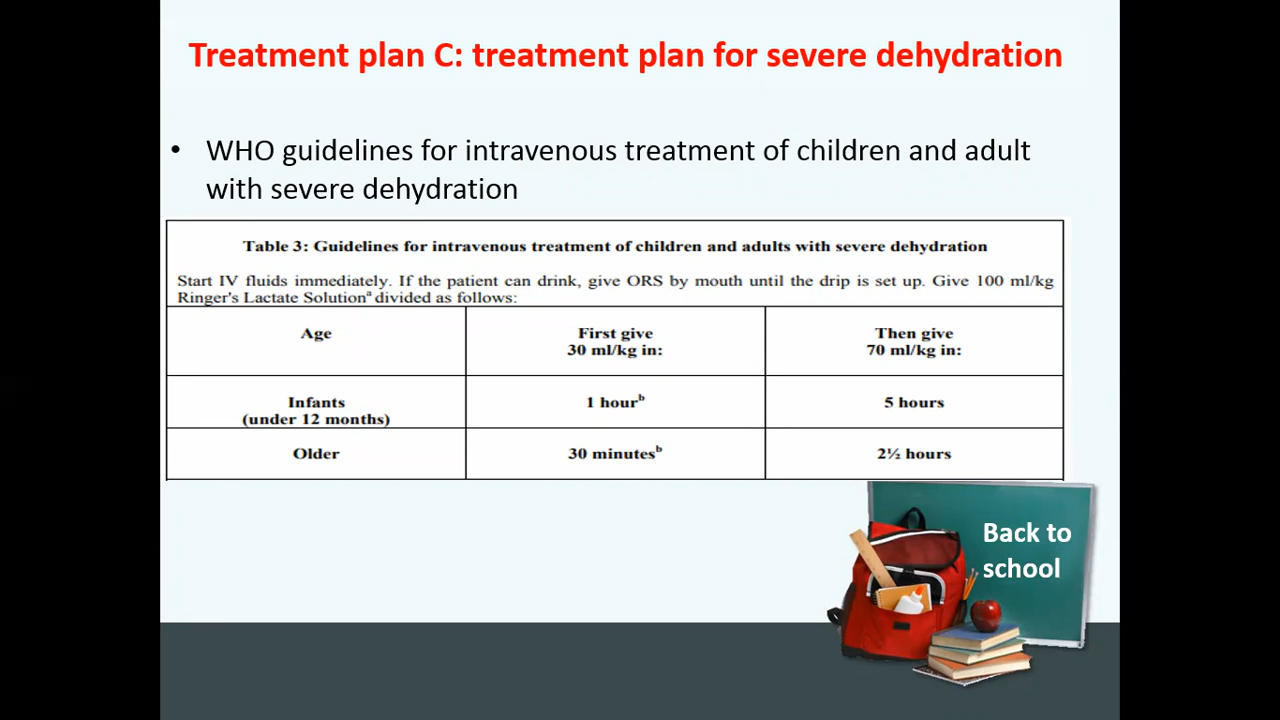 Treatment plan C: treatment plan for severe dehydration
• WHO guidelines for intravenous treatment of children and adult
with severe dehydration
Table 3: Guidelines for intravenous treatment of children and adults with severe dehydration
Start IV fluids immediately. If the patient can drink, give ORS by mouth until the drip is set up. Give 100 ml/kg
Ringer's Lactate Solutionᵃ divided as follows:
Age
First give
30 ml/kg in:
Then give
70 ml/kg in:
Infants
(under 12 months)
1 hourᵇ
5 hours
Older
30 minutesᵇ
2½ hours
Back to
school